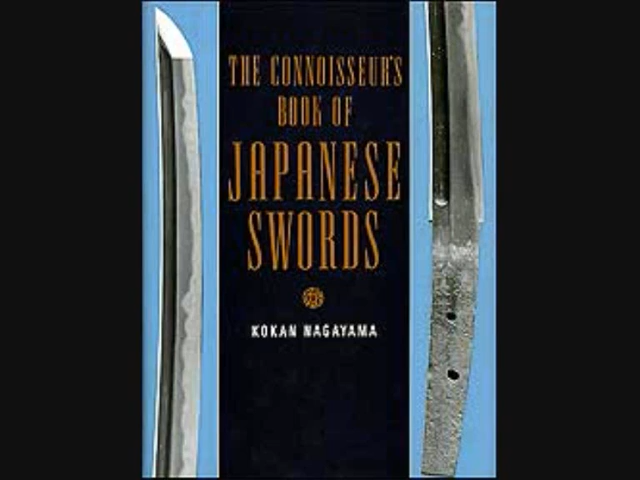 THE CONNOISSEUR'S
BOOK OF
JAPANESE
SWORDS
KOKAN NAGAYAMA